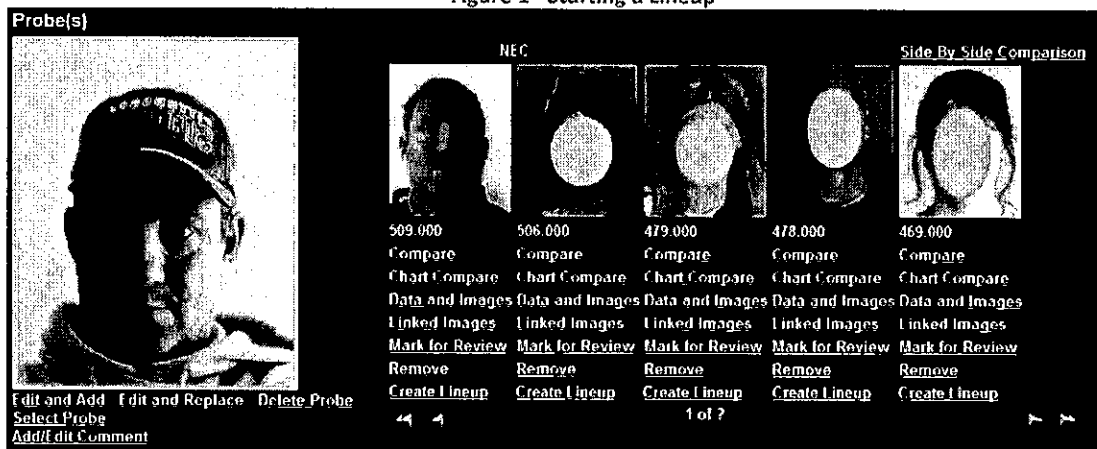 Figure 1 Starting a Lineup
Probe(s)
NEC
Side By Side Comparison
509.000 506.000 479.000 478.000 469.000
Compare Compare Compare Compare Compare
Chart Compare Chart Compare Chart Compare Chart Compare Chart Compare
Data and Images Data and Images Data and Images Data and Images Data and Images
Linked Images Linked Images Linked Images Linked Images Linked Images
Mark for Review Mark for Review Mark for Review Mark for Review Mark for Review
Remove Remove Remove Remove Remove
Create Lineup Create Lineup Create Lineup Create Lineup Create Lineup
Edit and Add Edit and Replace Delete Probe
Select Probe
Add/Edit Comment
1 of ?